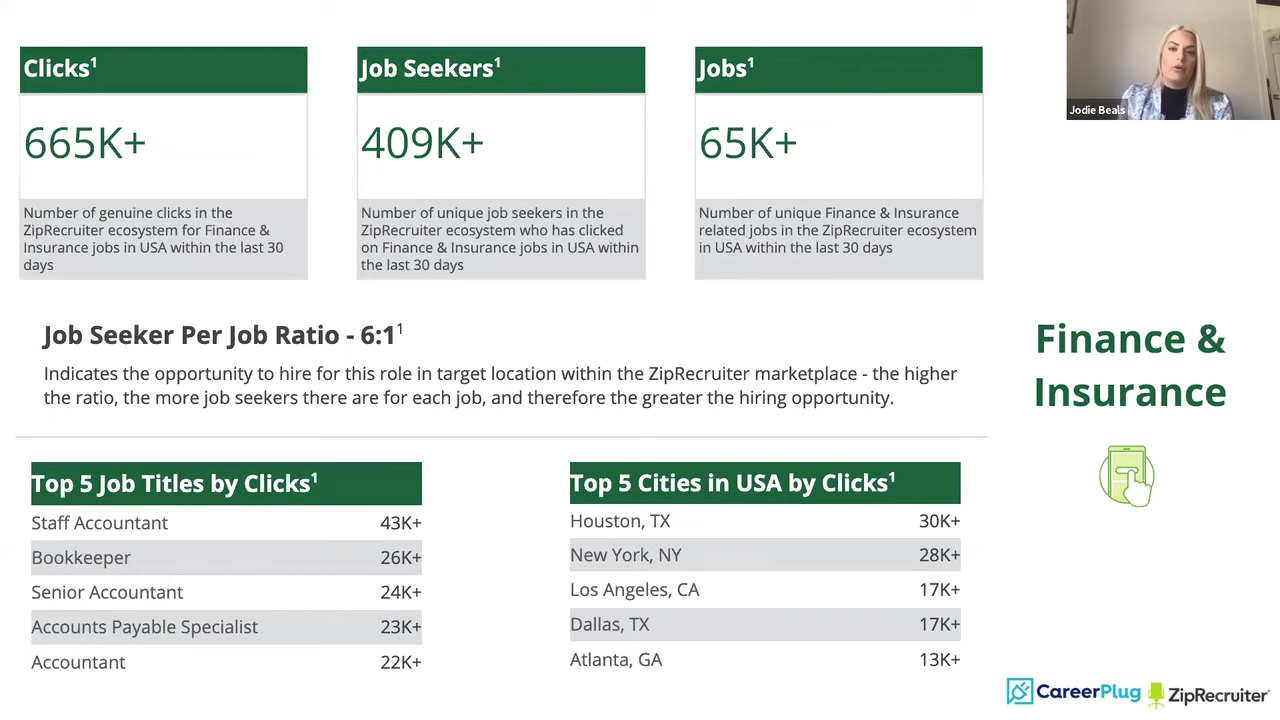 Clicks¹
665K+
Number of genuine clicks in the
ZipRecruiter ecosystem for Finance &
Insurance jobs in USA within the last 30
days
Job Seekers¹
409K+
Number of unique job seekers in the
ZipRecruiter ecosystem who has clicked
on Finance & Insurance jobs in USA within
the last 30 days
Jobs¹
65K+
Number of unique Finance & Insurance
related jobs in the ZipRecruiter ecosystem
in USA within the last 30 days
Jodie Beals
Job Seeker Per Job Ratio - 6:1¹
Indicates the opportunity to hire for this role in target location within the ZipRecruiter marketplace - the higher
the ratio, the more job seekers there are for each job, and therefore the greater the hiring opportunity.
Finance &
Insurance
Top 5 Job Titles by Clicks¹
Staff Accountant 43K+
Bookkeeper 26K+
Senior Accountant 24K+
Accounts Payable Specialist 23K+
Accountant 22K+
Top 5 Cities in USA by Clicks¹
Houston, TX 30K+
New York, NY 28K+
Los Angeles, CA 17K+
Dallas, TX 17K+
Atlanta, GA 13K+
CareerPlug
ZipRecruiter